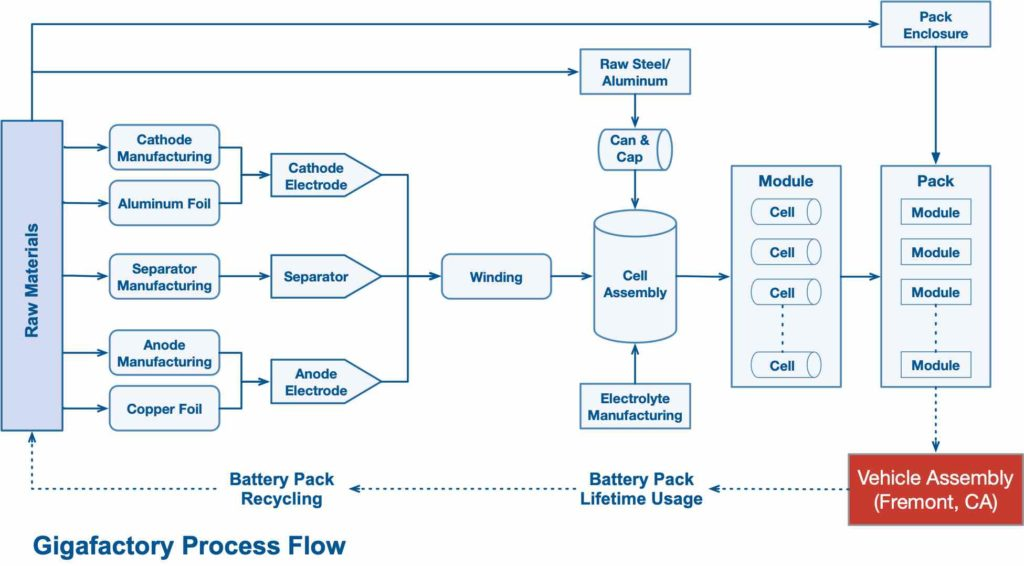 Pack
Enclosure
Raw Steel/
Aluminum
Raw Materials
Cathode
Manufacturing
Aluminum Foil
Cathode
Electrode
Can &
Cap
Separator
Manufacturing
Separator
Winding
Cell
Assembly
Anode
Manufacturing
Copper Foil
Anode
Electrode
Electrolyte
Manufacturing
Module
Cell
Cell
Cell
Cell
Pack
Module
Module
Module
Module
Vehicle Assembly
(Fremont, CA)
Battery Pack
Lifetime Usage
Battery Pack
Recycling
Gigafactory Process Flow